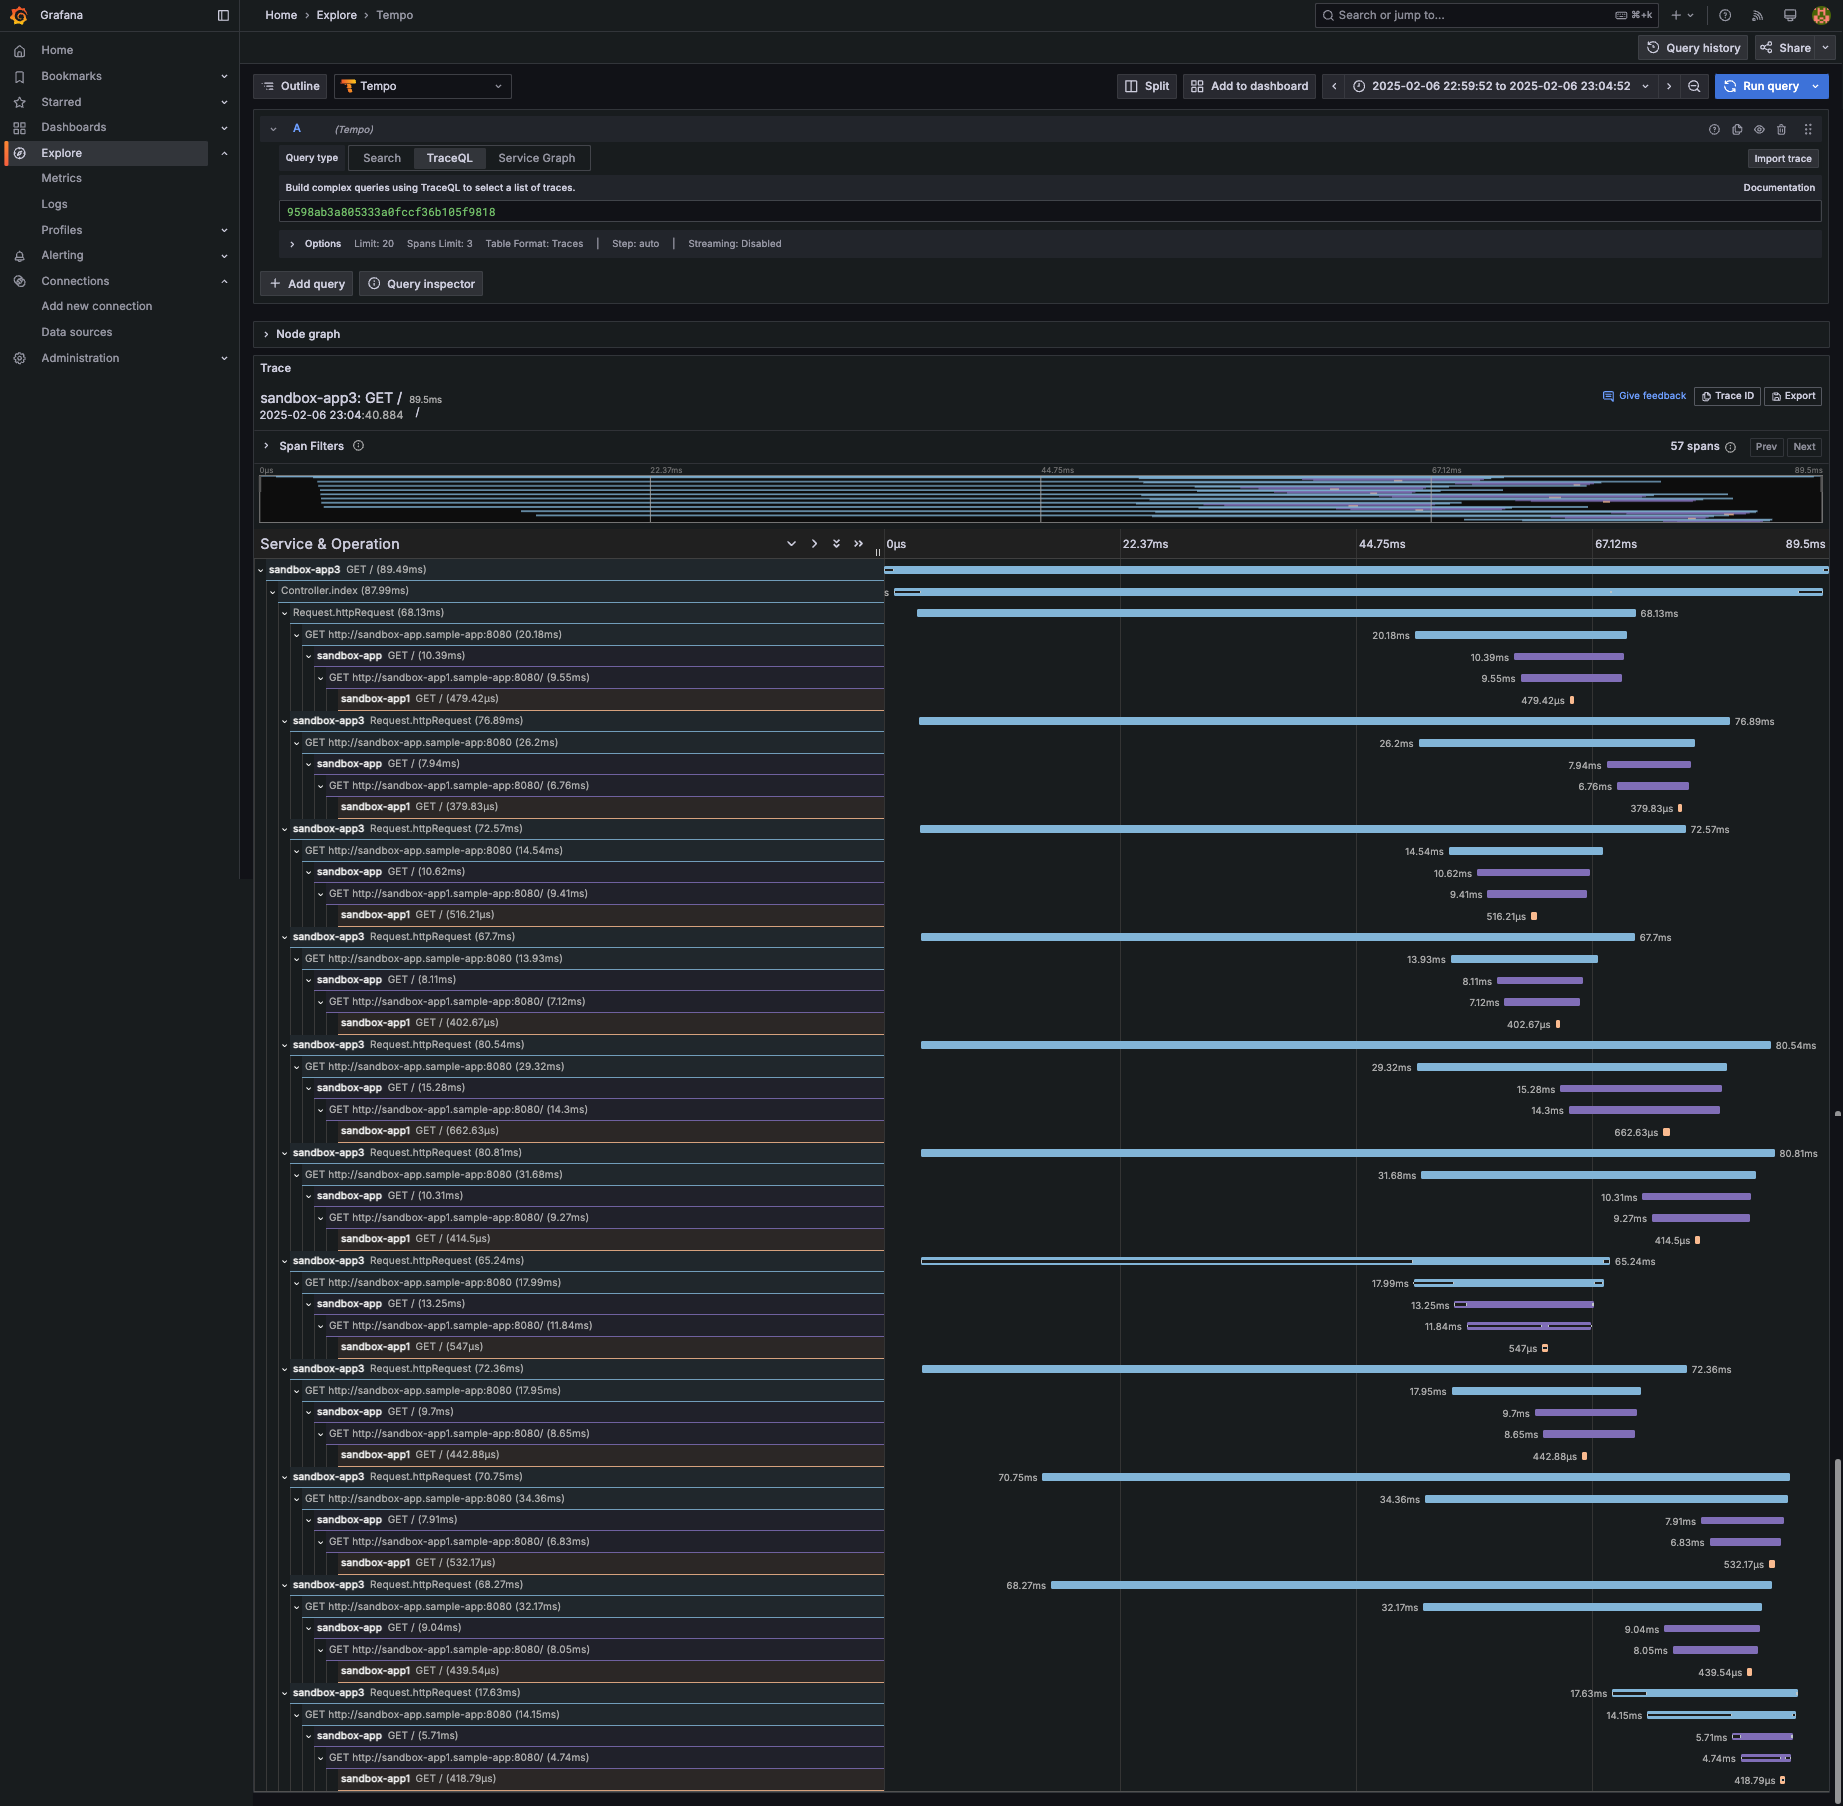 Grafana
Home
Bookmarks
Starred
Dashboards
Explore
Metrics
Logs
Profiles
Alerting
Connections
Add new connection
Data sources
Administration
Home › Explore › Tempo
Search or jump to...
⌘+k
Query history
Share
Outline
Tempo
Split
Add to dashboard
2025-02-06 22:59:52 to 2025-02-06 23:04:52
Run query
A (Tempo)
Query type
Search
TraceQL
Service Graph
Import trace
Build complex queries using TraceQL to select a list of traces.
Documentation
9598ab3a805333a0fccf36b105f9818
Options Limit: 20 Spans Limit: 3 Table Format: Traces | Step: auto | Streaming: Disabled
+ Add query
Query inspector
Node graph
Trace
sandbox-app3: GET / 89.5ms
2025-02-06 23:04:40.884 /
Give feedback
Trace ID
Export
Span Filters
57 spans
Prev
Next
0µs 22.37ms 44.75ms 67.12ms 89.5ms
Service & Operation
0µs 22.37ms 44.75ms 67.12ms 89.5ms
sandbox-app3 GET / (89.49ms)
Controller.index (87.99ms) s
Request.httpRequest (68.13ms) 68.13ms
GET http://sandbox-app.sample-app:8080 (20.18ms) 20.18ms
sandbox-app GET / (10.39ms) 10.39ms
GET http://sandbox-app1.sample-app:8080/ (9.55ms) 9.55ms
sandbox-app1 GET / (479.42µs) 479.42µs
sandbox-app3 Request.httpRequest (76.89ms) 76.89ms
GET http://sandbox-app.sample-app:8080 (26.2ms) 26.2ms
sandbox-app GET / (7.94ms) 7.94ms
GET http://sandbox-app1.sample-app:8080/ (6.76ms) 6.76ms
sandbox-app1 GET / (379.83µs) 379.83µs
sandbox-app3 Request.httpRequest (72.57ms) 72.57ms
GET http://sandbox-app.sample-app:8080 (14.54ms) 14.54ms
sandbox-app GET / (10.62ms) 10.62ms
GET http://sandbox-app1.sample-app:8080/ (9.41ms) 9.41ms
sandbox-app1 GET / (516.21µs) 516.21µs
sandbox-app3 Request.httpRequest (67.7ms) 67.7ms
GET http://sandbox-app.sample-app:8080 (13.93ms) 13.93ms
sandbox-app GET / (8.11ms) 8.11ms
GET http://sandbox-app1.sample-app:8080/ (7.12ms) 7.12ms
sandbox-app1 GET / (402.67µs) 402.67µs
sandbox-app3 Request.httpRequest (80.54ms) 80.54ms
GET http://sandbox-app.sample-app:8080 (29.32ms) 29.32ms
sandbox-app GET / (15.28ms) 15.28ms
GET http://sandbox-app1.sample-app:8080/ (14.3ms) 14.3ms
sandbox-app1 GET / (662.63µs) 662.63µs
sandbox-app3 Request.httpRequest (80.81ms) 80.81ms
GET http://sandbox-app.sample-app:8080 (31.68ms) 31.68ms
sandbox-app GET / (10.31ms) 10.31ms
GET http://sandbox-app1.sample-app:8080/ (9.27ms) 9.27ms
sandbox-app1 GET / (414.5µs) 414.5µs
sandbox-app3 Request.httpRequest (65.24ms) 65.24ms
GET http://sandbox-app.sample-app:8080 (17.99ms) 17.99ms
sandbox-app GET / (13.25ms) 13.25ms
GET http://sandbox-app1.sample-app:8080/ (11.84ms) 11.84ms
sandbox-app1 GET / (547µs) 547µs
sandbox-app3 Request.httpRequest (72.36ms) 72.36ms
GET http://sandbox-app.sample-app:8080 (17.95ms) 17.95ms
sandbox-app GET / (9.7ms) 9.7ms
GET http://sandbox-app1.sample-app:8080/ (8.65ms) 8.65ms
sandbox-app1 GET / (442.88µs) 442.88µs
sandbox-app3 Request.httpRequest (70.75ms) 70.75ms
GET http://sandbox-app.sample-app:8080 (34.36ms) 34.36ms
sandbox-app GET / (7.91ms) 7.91ms
GET http://sandbox-app1.sample-app:8080/ (6.83ms) 6.83ms
sandbox-app1 GET / (532.17µs) 532.17µs
sandbox-app3 Request.httpRequest (68.27ms) 68.27ms
GET http://sandbox-app.sample-app:8080 (32.17ms) 32.17ms
sandbox-app GET / (9.04ms) 9.04ms
GET http://sandbox-app1.sample-app:8080/ (8.05ms) 8.05ms
sandbox-app1 GET / (439.54µs) 439.54µs
sandbox-app3 Request.httpRequest (17.63ms) 17.63ms
GET http://sandbox-app.sample-app:8080 (14.15ms) 14.15ms
sandbox-app GET / (5.71ms) 5.71ms
GET http://sandbox-app1.sample-app:8080/ (4.74ms) 4.74ms
sandbox-app1 GET / (418.79µs) 418.79µs